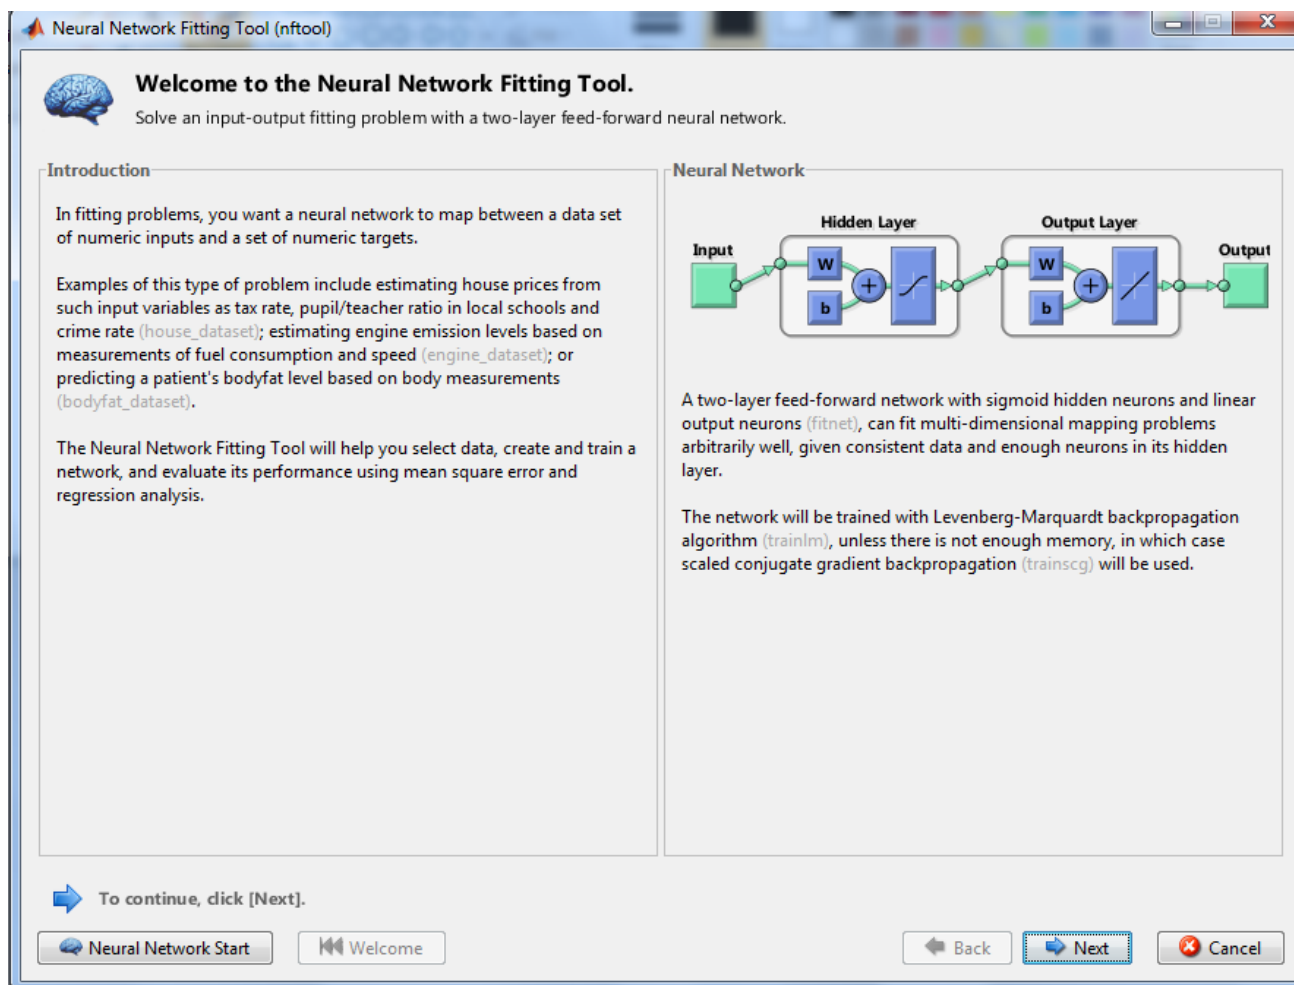 Neural Network Fitting Tool (nftool)
Welcome to the Neural Network Fitting Tool.
Solve an input-output fitting problem with a two-layer feed-forward neural network.
Introduction
In fitting problems, you want a neural network to map between a data set
of numeric inputs and a set of numeric targets.
Examples of this type of problem include estimating house prices from
such input variables as tax rate, pupil/teacher ratio in local schools and
crime rate (house_dataset); estimating engine emission levels based on
measurements of fuel consumption and speed (engine_dataset); or
predicting a patient's bodyfat level based on body measurements
(bodyfat_dataset).
The Neural Network Fitting Tool will help you select data, create and train a
network, and evaluate its performance using mean square error and
regression analysis.
Neural Network
Hidden Layer
Output Layer
Input
Output
W
b
W
b
A two-layer feed-forward network with sigmoid hidden neurons and linear
output neurons (fitnet), can fit multi-dimensional mapping problems
arbitrarily well, given consistent data and enough neurons in its hidden
layer.
The network will be trained with Levenberg-Marquardt backpropagation
algorithm (trainlm), unless there is not enough memory, in which case
scaled conjugate gradient backpropagation (trainscg) will be used.
To continue, click [Next].
Neural Network Start
Welcome
Back
Next
Cancel